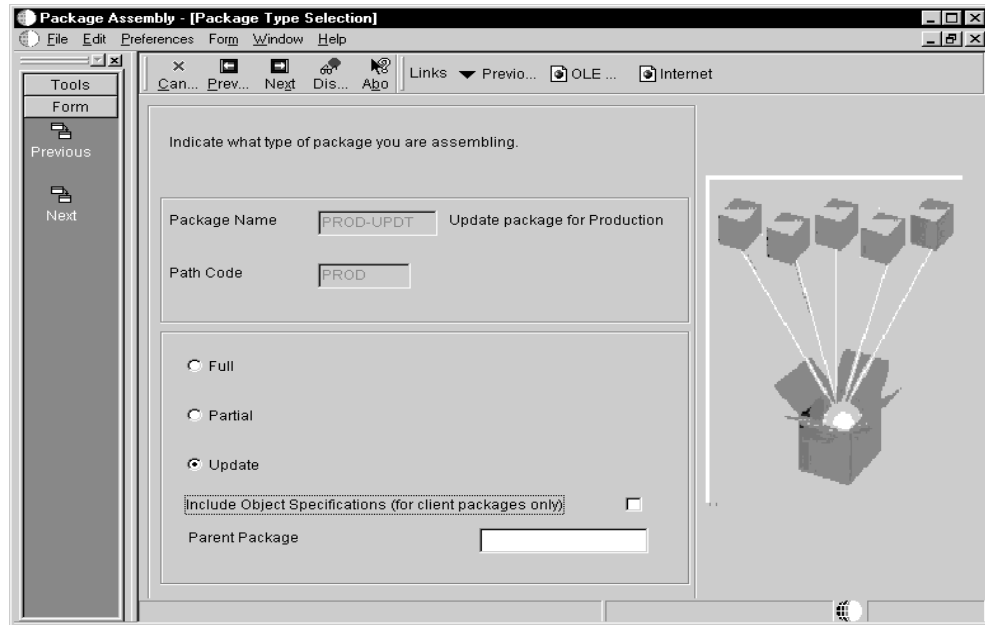 Package Assembly - [Package Type Selection]
File Edit Preferences Form Window Help
Tools
Form
Previous
Next
Can... Prev... Next Dis... Abo Links Previo... OLE ... Internet
Indicate what type of package you are assembling.
Package Name PROD-UPDT Update package for Production
Path Code PROD
Full
Partial
Update
Include Object Specifications (for client packages only)
Parent Package